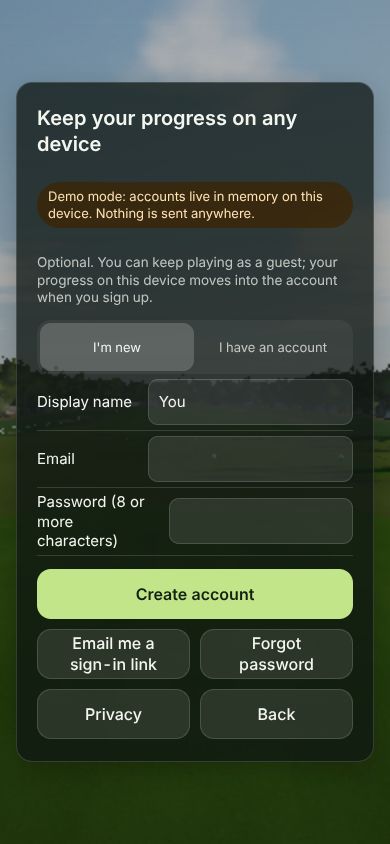 Keep your progress on any
device
Demo mode: accounts live in memory on this
device. Nothing is sent anywhere.
Optional. You can keep playing as a guest; your
progress on this device moves into the account
when you sign up.
I'm new
I have an account
Display name
You
Email
Password (8 or
more
characters)
Create account
Email me a
sign-in link
Forgot
password
Privacy
Back